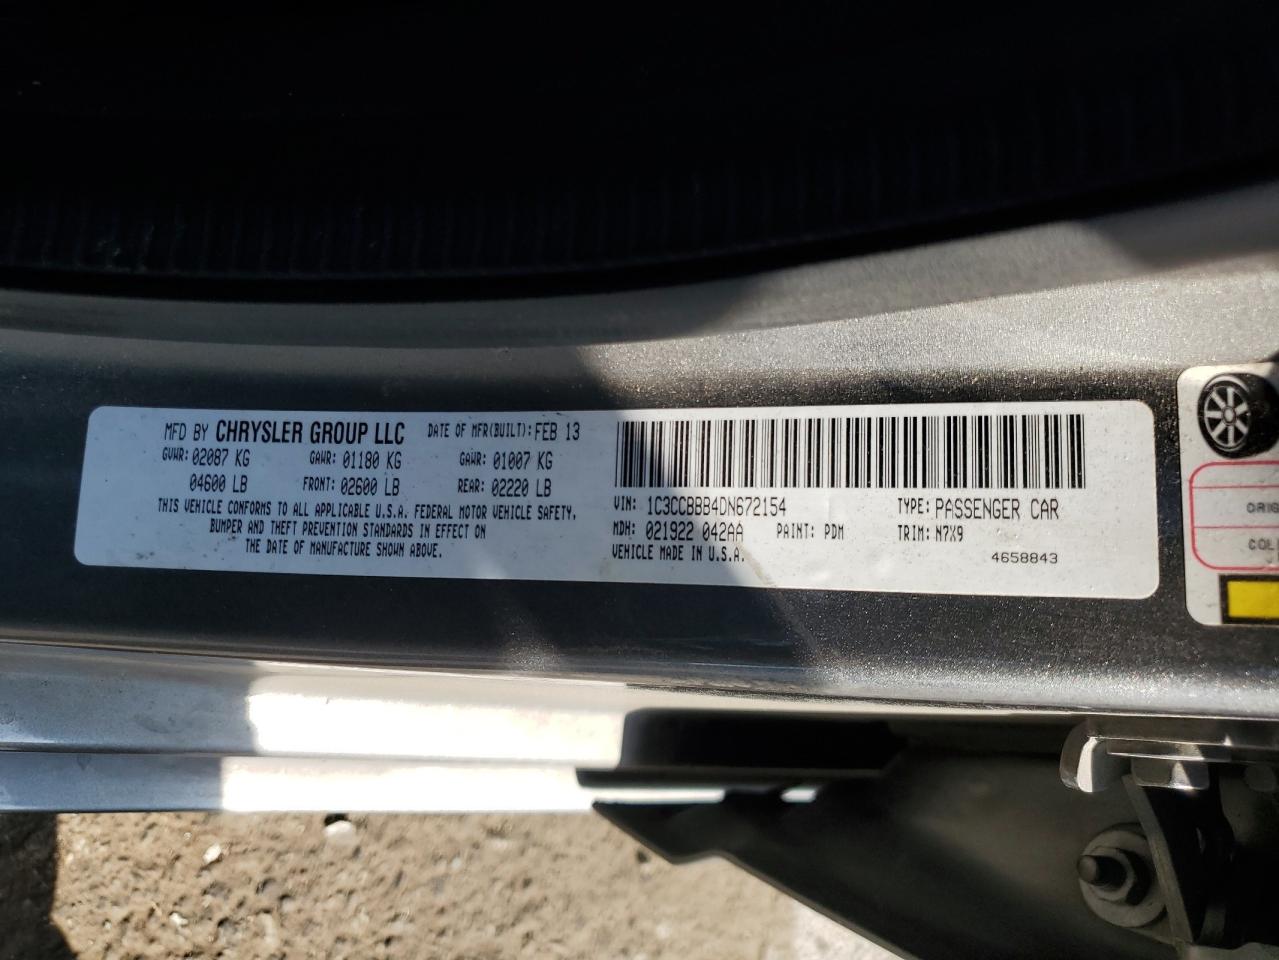 MFD BY CHRYSLER GROUP LLC DATE OF MFR(BUILT): FEB 13
GVWR: 02087 KG GAWR: 01180 KG GAWR: 01007 KG
04600 LB FRONT: 02600 LB REAR: 02220 LB
THIS VEHICLE CONFORMS TO ALL APPLICABLE U.S.A. FEDERAL MOTOR VEHICLE SAFETY,
BUMPER AND THEFT PREVENTION STANDARDS IN EFFECT ON
THE DATE OF MANUFACTURE SHOWN ABOVE.
VIN: 1C3CCBBB4DN672154 TYPE: PASSENGER CAR
MDH: 021922 042AA PAINT: PDM TRIM: N7X9
VEHICLE MADE IN U.S.A. 4658843